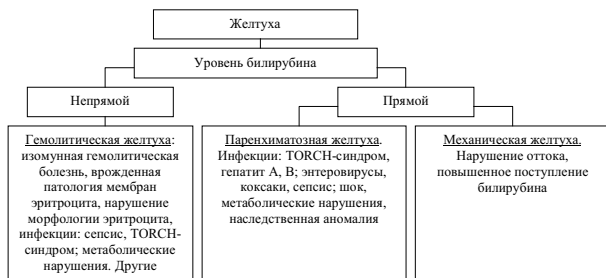 Желтуха
Уровень билирубина
Непрямой
Прямой
Гемолитическая желтуха:
изомунная гемолитическая
болезнь, врожденная
патология мембран
эритроцита, нарушение
морфологии эритроцита,
инфекции: сепсис, TORCH-
синдром; метаболические
нарушения. Другие
Паренхиматозная желтуха.
Инфекции: TORCH-синдром,
гепатит А, В; энтеровирусы,
коксаки, сепсис; шок,
метаболические нарушения,
наследственная аномалия
Механическая желтуха.
Нарушение оттока,
повышенное поступление
билирубина